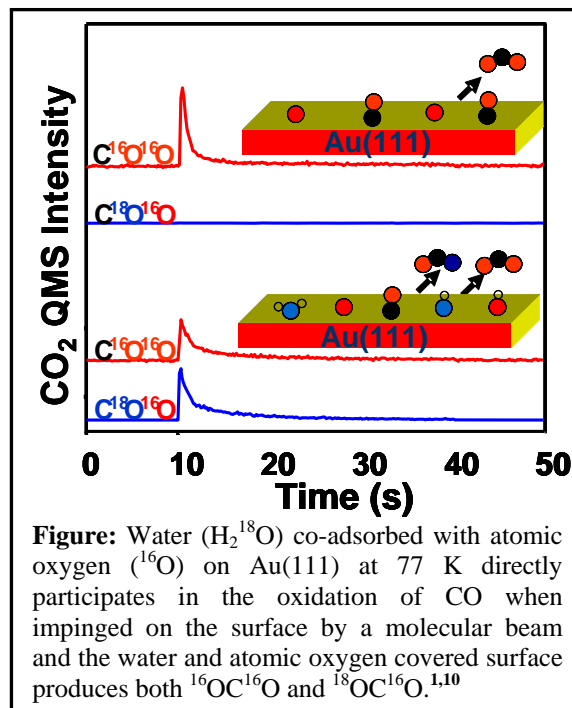 CO₂ QMS Intensity
C¹⁶O¹⁶O
Au(111)
C¹⁸O¹⁶O
C¹⁶O¹⁶O
Au(111)
C¹⁸O¹⁶O
0 10 20 30 40 50
Time (s)
Figure: Water (H₂¹⁸O) co-adsorbed with atomic
oxygen (¹⁶O) on Au(111) at 77 K directly
participates in the oxidation of CO when
impinged on the surface by a molecular beam
and the water and atomic oxygen covered surface
produces both ¹⁶OC¹⁶O and ¹⁸OC¹⁶O.¹,¹⁰